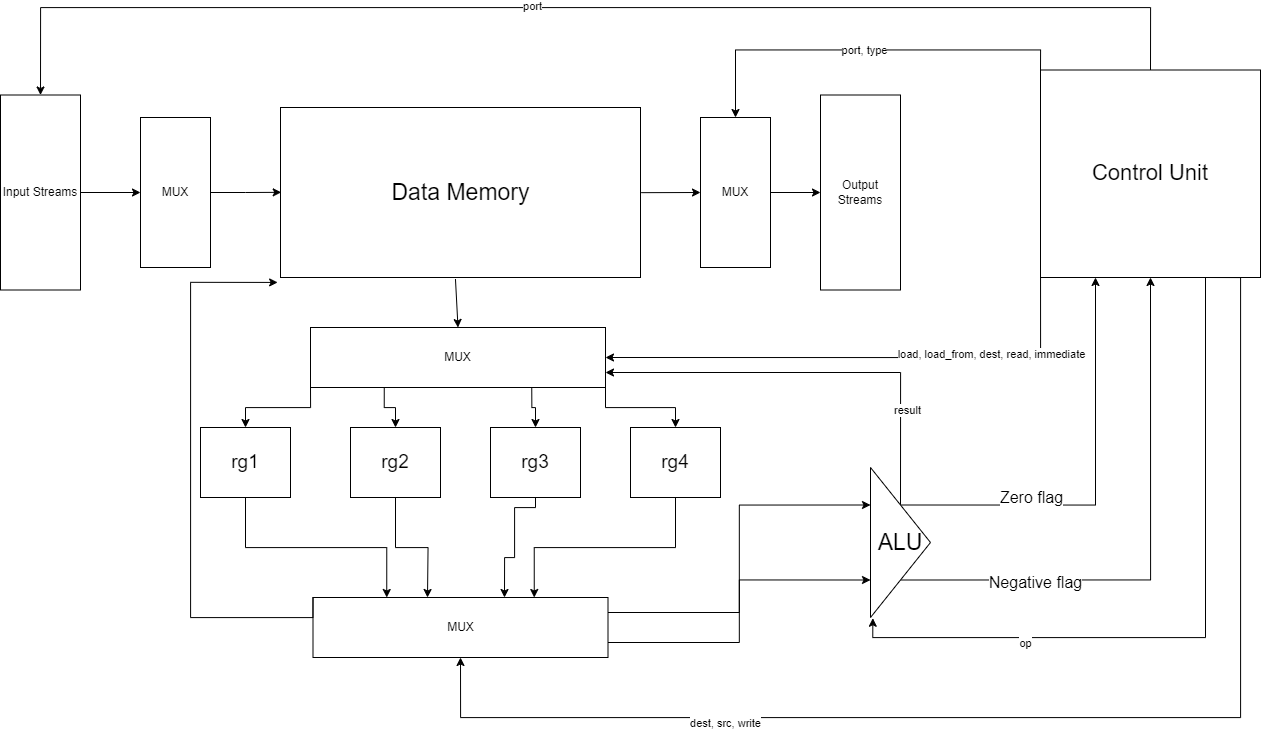 port
port, type
Control Unit
Input Streams
MUX
Data Memory
MUX
Output
Streams
MUX
load, load_from, dest, read, immediate
result
rg1
rg2
rg3
rg4
Zero flag
ALU
Negative flag
MUX
op
dest, src, write